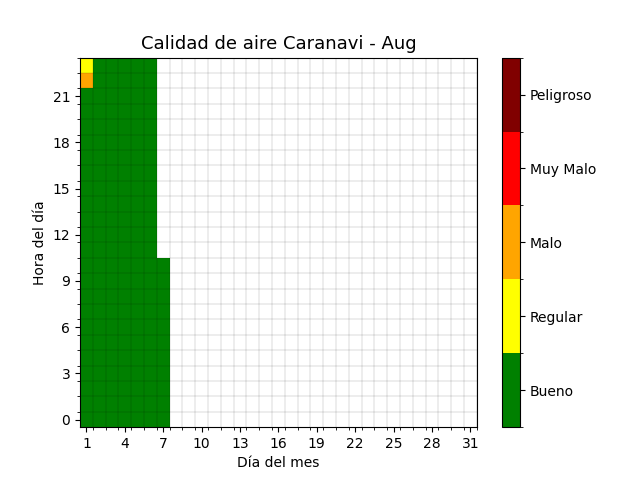 Calidad de aire Caranavi - Aug
Hora del día
21
18
15
12
9
6
3
0
1 4 7 10 13 16 19 22 25 28 31
Día del mes
Peligroso
Muy Malo
Malo
Regular
Bueno